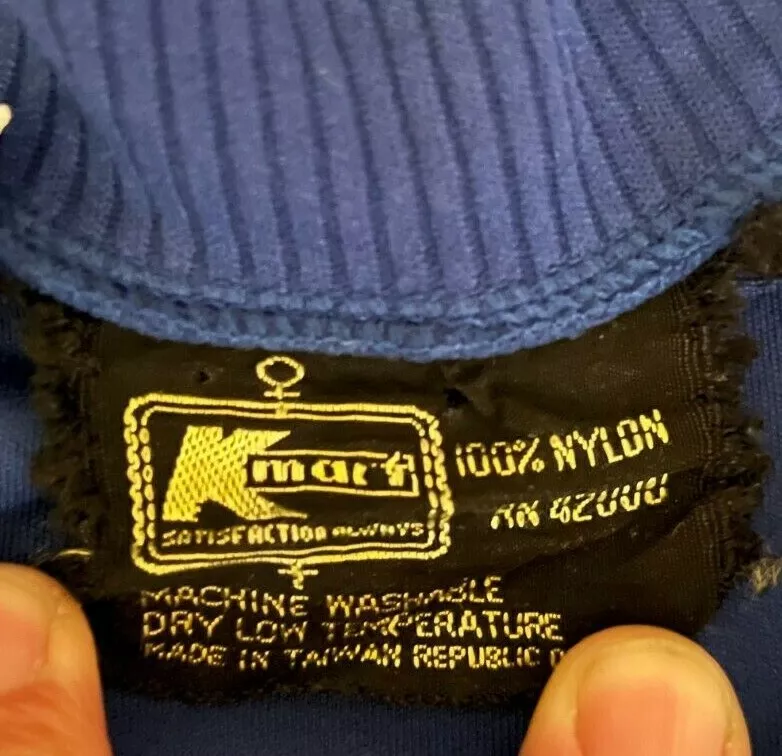 Kmart
SATISFACTION ALWAYS
100% NYLON
RN 42000
MACHINE WASHABLE
DRY LOW TEMPERATURE
MADE IN TAIWAN REPUBLIC